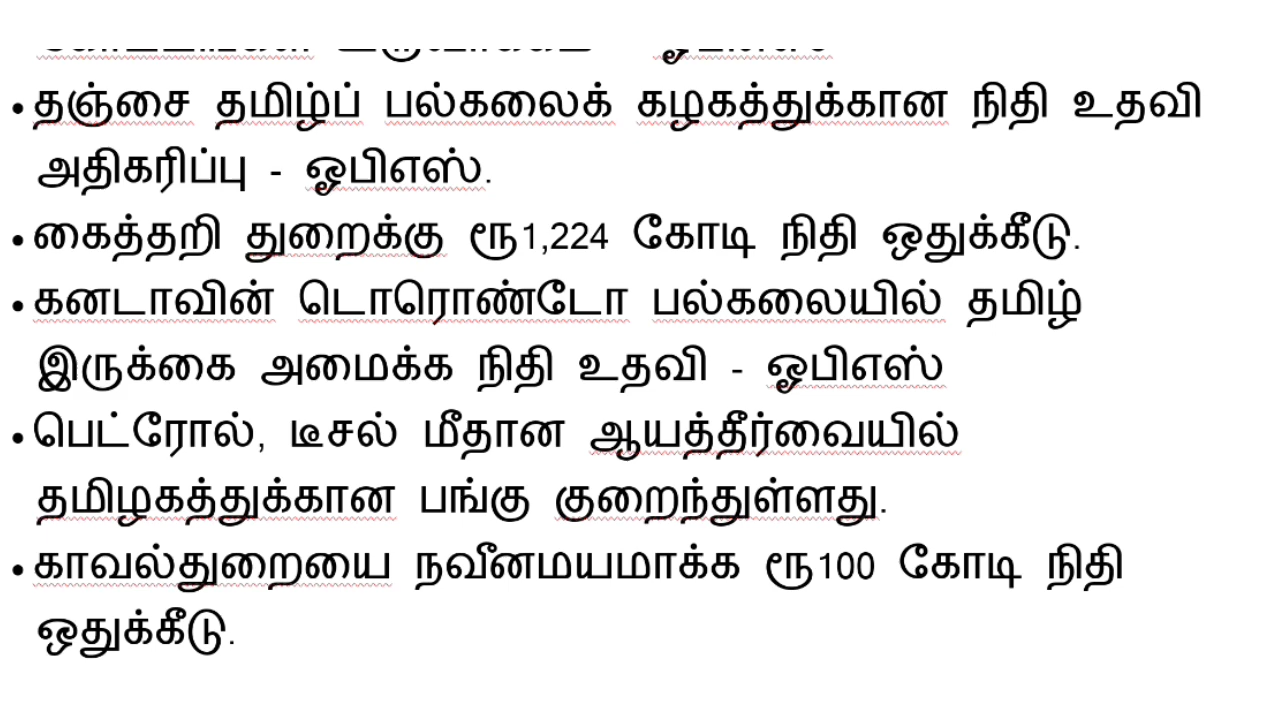 • தஞ்சை தமிழ்ப் பல்கலைக் கழகத்துக்கான நிதி உதவி
அதிகரிப்பு - ஓபிஎஸ்.
• கைத்தறி துறைக்கு ரூ1,224 கோடி நிதி ஒதுக்கீடு.
• கனடாவின் டொரொண்டோ பல்கலையில் தமிழ்
இருக்கை அமைக்க நிதி உதவி - ஓபிஎஸ்
• பெட்ரோல், டீசல் மீதான ஆயத்தீர்வையில்
தமிழகத்துக்கான பங்கு குறைந்துள்ளது.
• காவல்துறையை நவீனமயமாக்க ரூ100 கோடி நிதி
ஒதுக்கீடு.